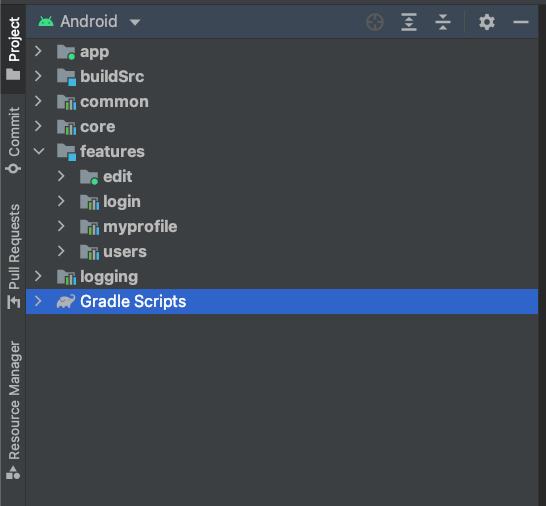 Android
app
buildSrc
common
core
features
edit
login
myprofile
users
logging
Gradle Scripts
Project
Commit
Pull Requests
Resource Manager